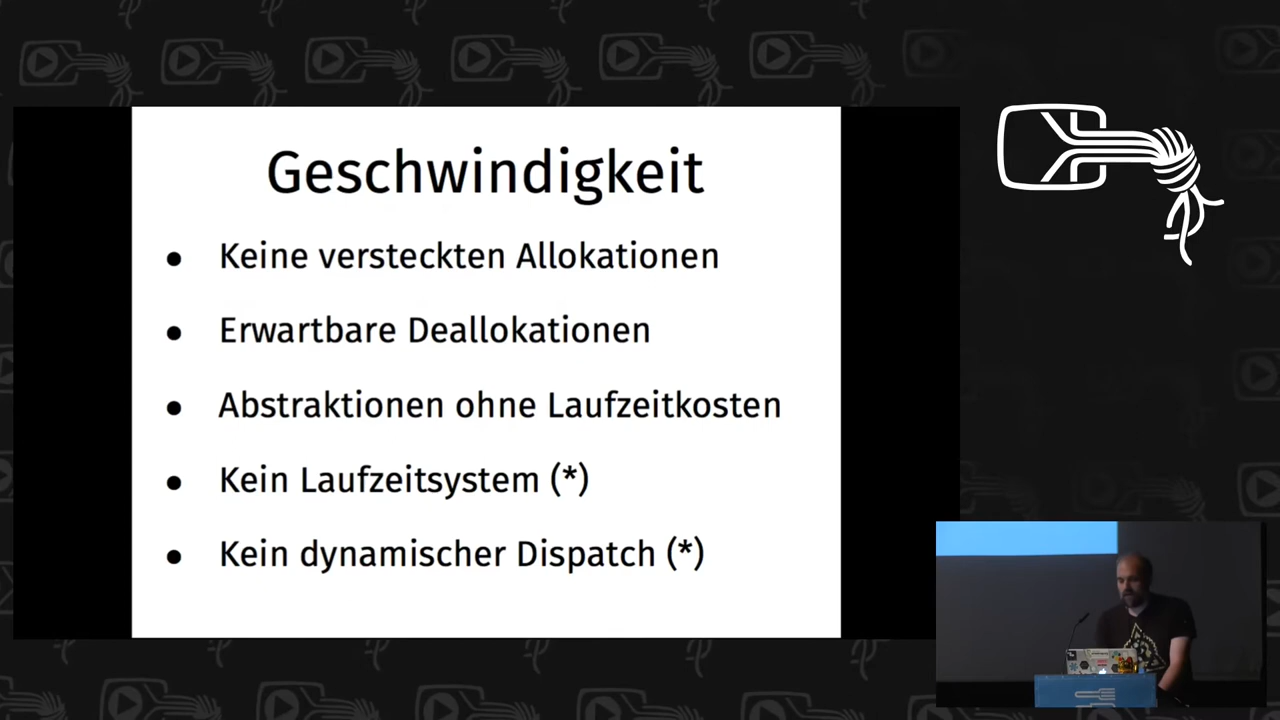 Geschwindigkeit
● Keine versteckten Allokationen
● Erwartbare Deallokationen
● Abstraktionen ohne Laufzeitkosten
● Kein Laufzeitsystem (*)
● Kein dynamischer Dispatch (*)